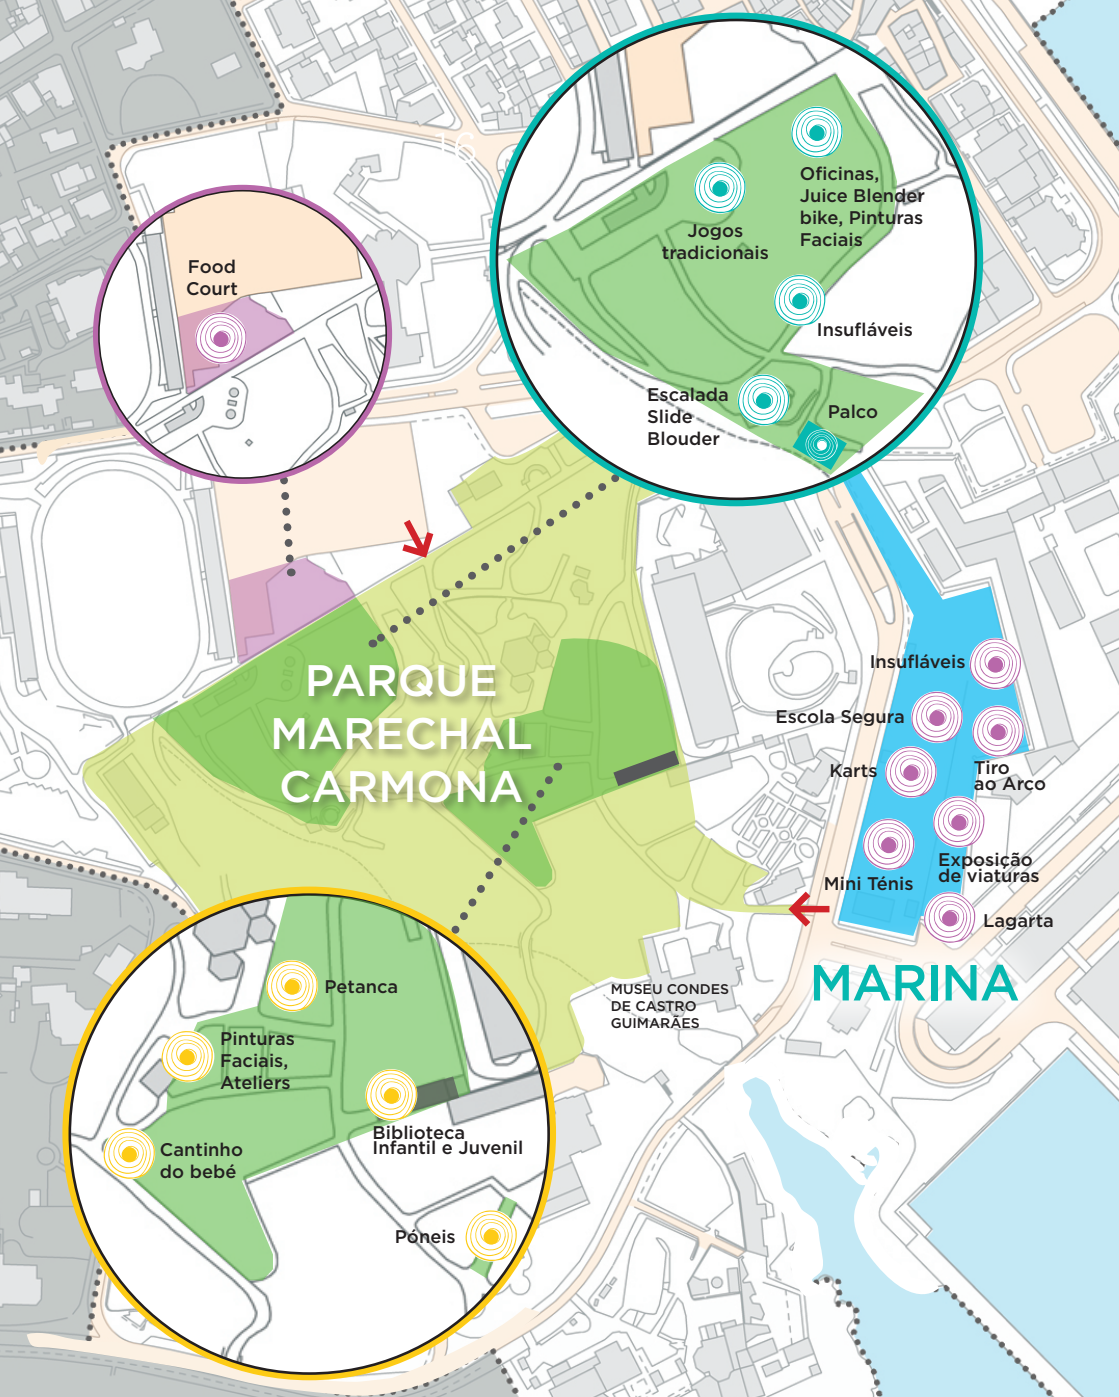 16
Oficinas,
Juice Blender
bike, Pinturas
Faciais
Jogos
tradicionais
Food
Court
Insufláveis
Escalada
Slide
Blouder
Palco
PARQUE
MARECHAL
CARMONA
Insufláveis
Escola Segura
Karts
Tiro
ao Arco
Mini Ténis
Exposição
de viaturas
Lagarta
MARINA
MUSEU CONDES
DE CASTRO
GUIMARÃES
Petanca
Pinturas
Faciais,
Ateliers
Biblioteca
Infantil e Juvenil
Cantinho
do bebé
Póneis